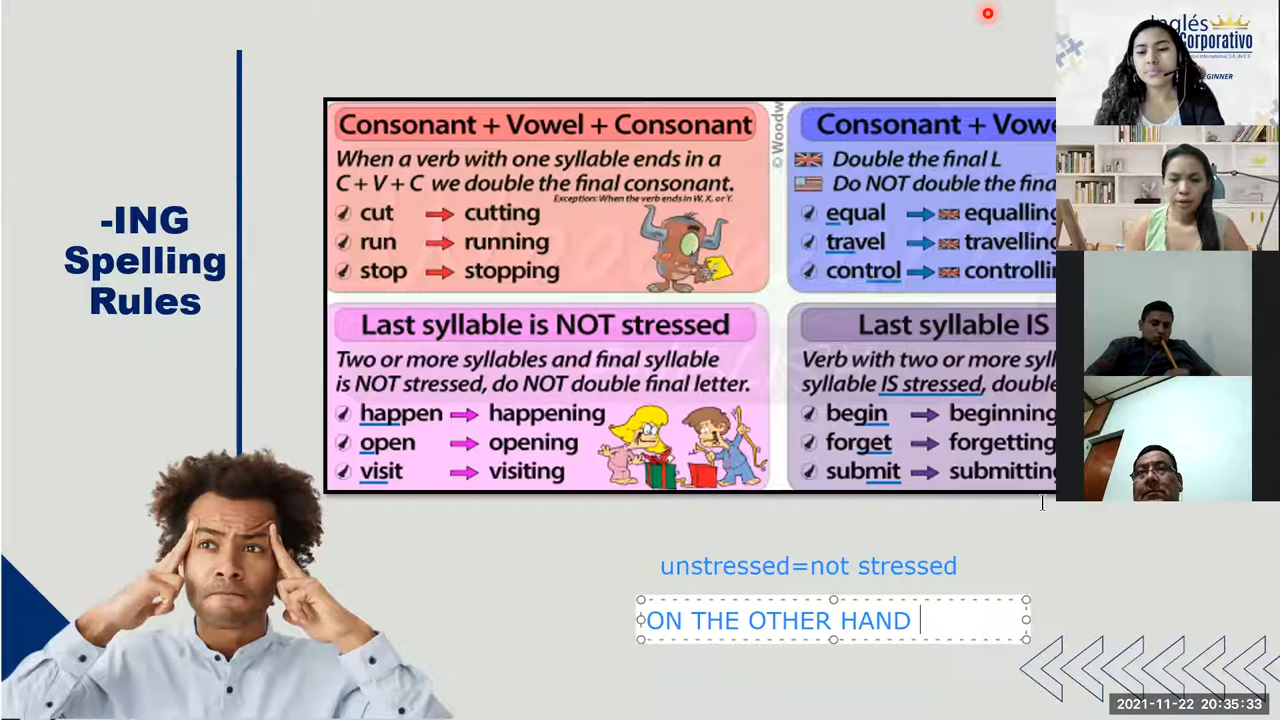 -ING
Spelling
Rules
Consonant + Vowel + Consonant
When a verb with one syllable ends in a
C + V + C we double the final consonant.
Exception: When the verb ends in W, X, or Y.
cut cutting
run running
stop stopping
© Woodw
Consonant + Vowe
Double the final L
Do NOT double the fina
equal equalling
travel travelling
control controllin
Last syllable is NOT stressed
Two or more syllables and final syllable
is NOT stressed, do NOT double final letter.
happen happening
open opening
visit visiting
Last syllable IS
Verb with two or more syll
syllable IS stressed, double
begin beginning
forget forgetting
submit submittin
unstressed=not stressed
ON THE OTHER HAND
Inglés
Corporativo
EGINNER
2021-11-22 20:35:33